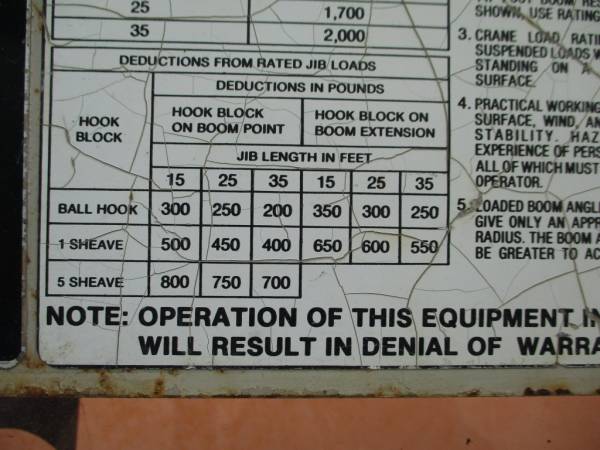 25 1,700
35 2,000
DEDUCTIONS FROM RATED JIB LOADS
HOOK BLOCK
DEDUCTIONS IN POUNDS
HOOK BLOCK ON BOOM POINT
HOOK BLOCK ON BOOM EXTENSION
JIB LENGTH IN FEET
15 25 35 15 25 35
BALL HOOK 300 250 200 350 300 250
1 SHEAVE 500 450 400 650 600 550
5 SHEAVE 800 750 700
SHOWN, USE RATING
3. CRANE LOAD RATI
SUSPENDED LOADS W
STANDING ON A
SURFACE.
4. PRACTICAL WORKING
SURFACE, WIND, AN
STABILITY. HAZ
EXPERIENCE OF PERS
ALL OF WHICH MUST
OPERATOR.
5. LOADED BOOM ANGLE
GIVE ONLY AN APPR
RADIUS. THE BOOM A
BE GREATER TO AC
NOTE: OPERATION OF THIS EQUIPMENT IN
WILL RESULT IN DENIAL OF WARRA